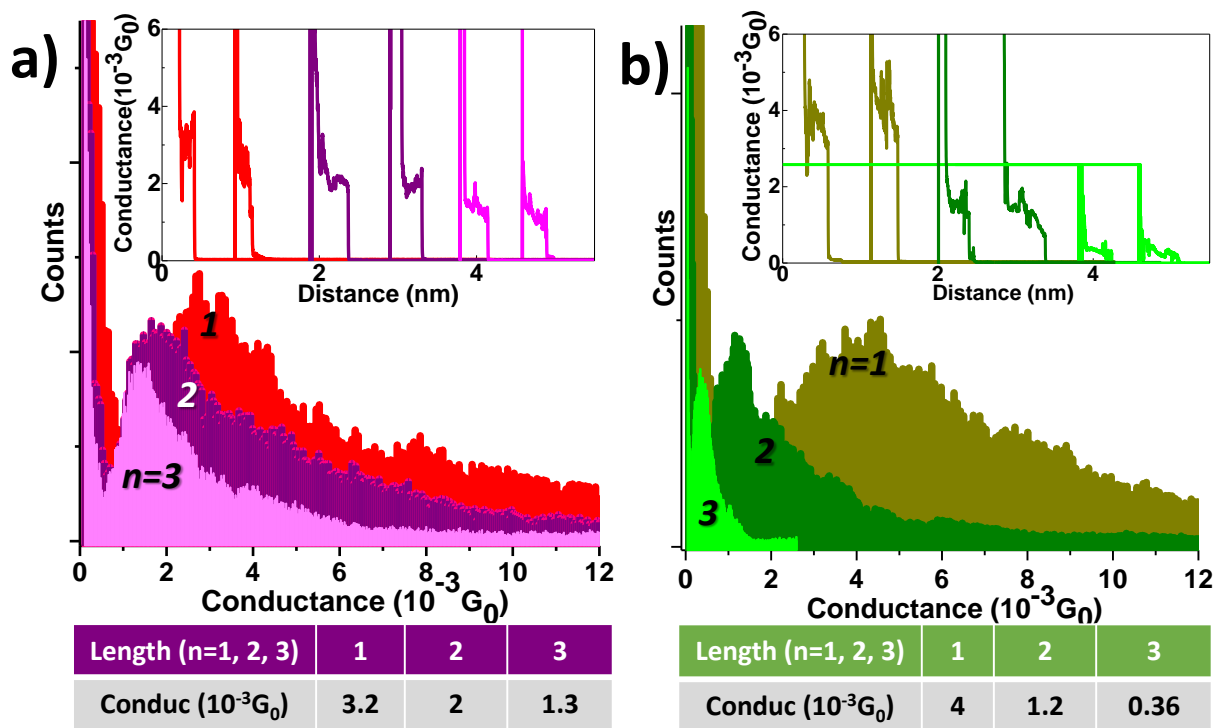 a)
Counts
6
4
2
0
Conductance(10⁻³G₀)
2
4
Distance (nm)
1
2
n=3
0
2
4
6
8
10
12
Conductance (10⁻³G₀)
Length (n=1, 2, 3) 1 2 3
Conduc (10⁻³G₀) 3.2 2 1.3
b)
Counts
6
4
2
0
Conductance (10⁻³G₀)
0
2
4
Distance (nm)
n=1
2
3
0
2
4
6
8
10
12
Conductance (10⁻³G₀)
Length (n=1, 2, 3) 1 2 3
Conduc (10⁻³G₀) 4 1.2 0.36